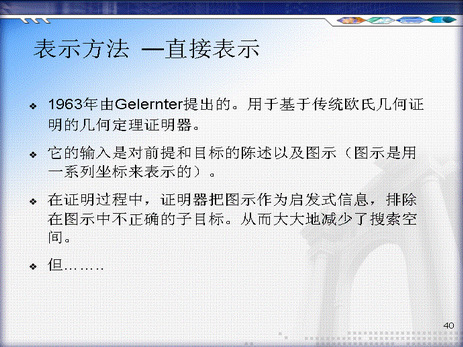 表示方法 —直接表示
❖ 1963年由Gelernter提出的。用于基于传统欧氏几何证
明的几何定理证明器。
❖ 它的输入是对前提和目标的陈述以及图示（图示是用
一系列坐标来表示的）。
❖ 在证明过程中，证明器把图示作为启发式信息，排除
在图示中不正确的子目标。从而大大地减少了搜索空
间。
❖ 但……..
40